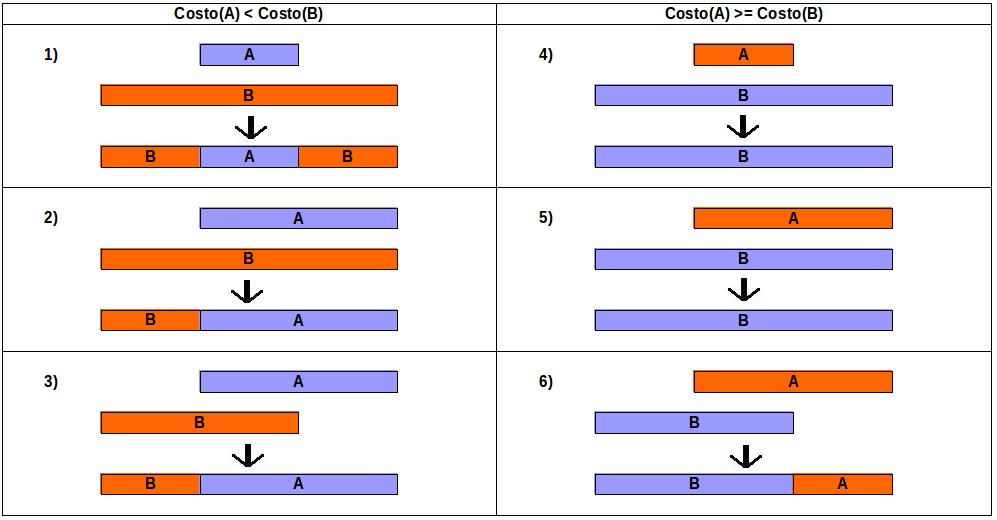 Costo(A) < Costo(B)
Costo(A) >= Costo(B)
1)
A
B
B A B
4)
A
B
B
2)
A
B
B A
5)
A
B
B
3)
A
B
B A
6)
A
B
B A